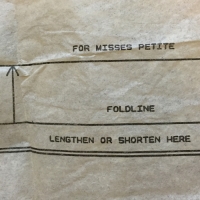 FOR MISSES PETITE
FOLDLINE
LENGTHEN OR SHORTEN HERE